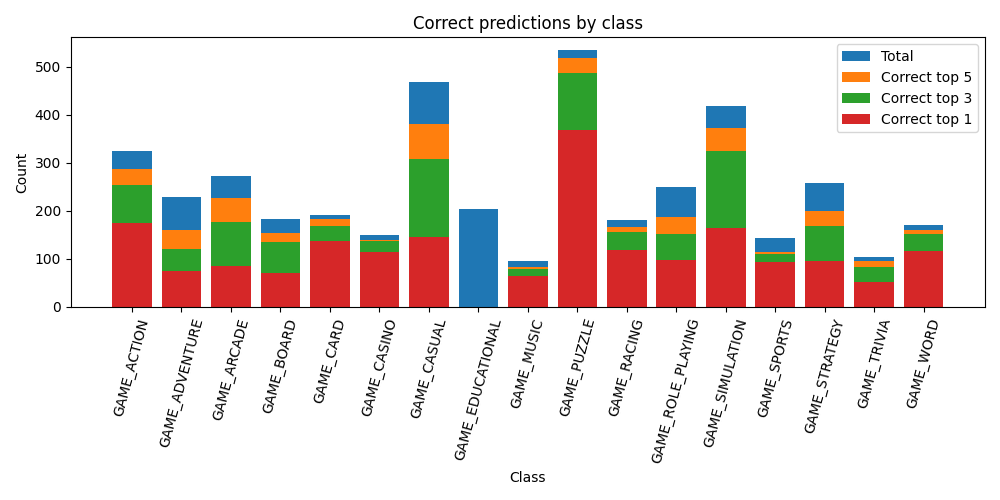 Correct predictions by class
Total
Correct top 5
Correct top 3
Correct top 1
Count
500
400
300
200
100
0
GAME_ACTION
GAME_ADVENTURE
GAME_ARCADE
GAME_BOARD
GAME_CARD
GAME_CASINO
GAME_CASUAL
GAME_EDUCATIONAL
GAME_MUSIC
GAME_PUZZLE
GAME_RACING
GAME_ROLE_PLAYING
GAME_SIMULATION
GAME_SPORTS
GAME_STRATEGY
GAME_TRIVIA
GAME_WORD
Class